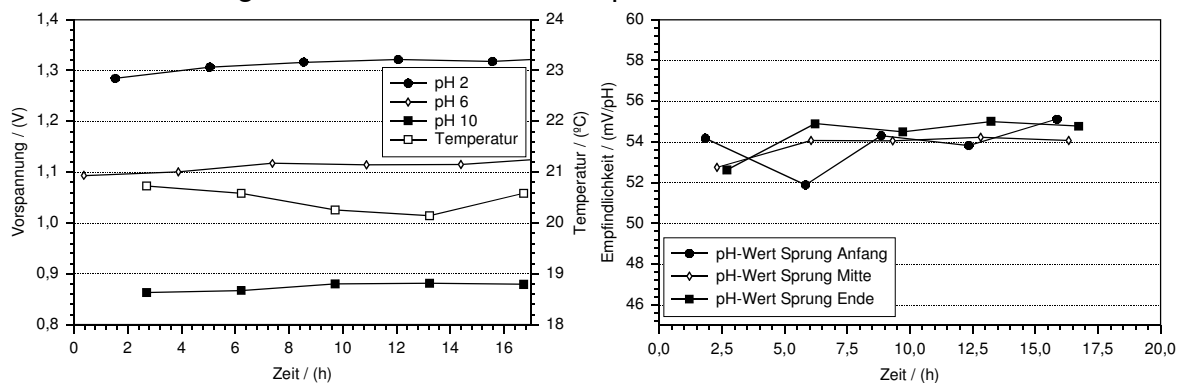 1,4
1,3
1,2
1,1
1,0
0,9
0,8
Vorspannung / (V)
0 2 4 6 8 10 12 14 16
Zeit / (h)
24
23
22
21
20
19
18
Temperatur / (ºC)
pH 2
pH 6
pH 10
Temperatur
60
58
56
54
52
50
48
46
Empfindlichkeit / (mV/pH)
0,0 2,5 5,0 7,5 10,0 12,5 15,0 17,5 20,0
Zeit / (h)
pH-Wert Sprung Anfang
pH-Wert Sprung Mitte
pH-Wert Sprung Ende